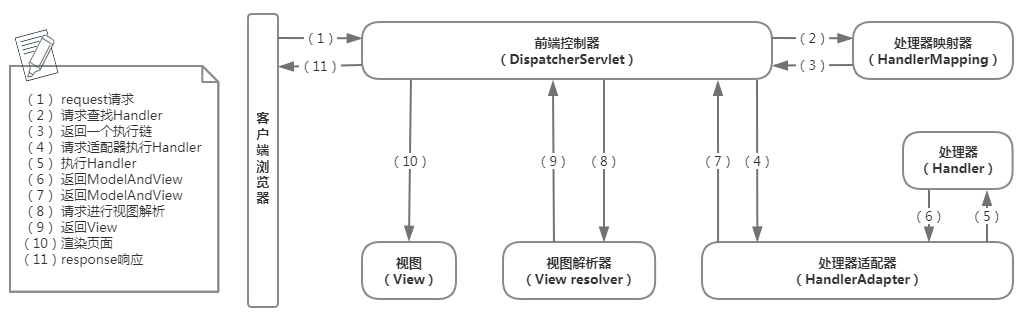 （1） request请求
（2） 请求查找Handler
（3） 返回一个执行链
（4） 请求适配器执行Handler
（5） 执行Handler
（6） 返回ModelAndView
（7） 返回ModelAndView
（8） 请求进行视图解析
（9） 返回View
（10）渲染页面
（11）response响应
客户端浏览器
（1）
（11）
前端控制器
（DispatcherServlet）
（2）
（3）
处理器映射器
（HandlerMapping）
（10）
（9）
（8）
（7）
（4）
处理器
（Handler）
（6）
（5）
视图
（View）
视图解析器
（View resolver）
处理器适配器
（HandlerAdapter）